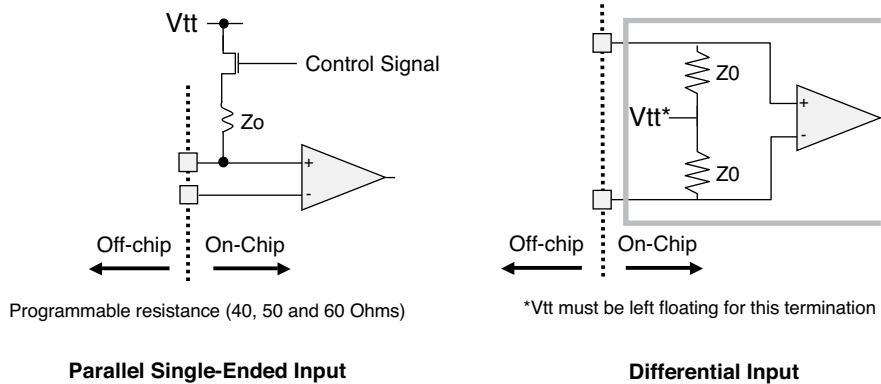 Vtt
Control Signal
Zo
+
-
Off-chip
On-Chip
Programmable resistance (40, 50 and 60 Ohms)
Parallel Single-Ended Input
Z0
Vtt*
+
-
Z0
Off-chip
On-Chip
*Vtt must be left floating for this termination
Differential Input